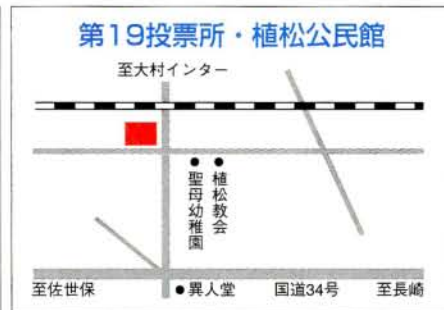 第19投票所・植松公民館
至大村インター
植松教会
聖母幼稚園
至佐世保
異人堂
国道34号
至長崎